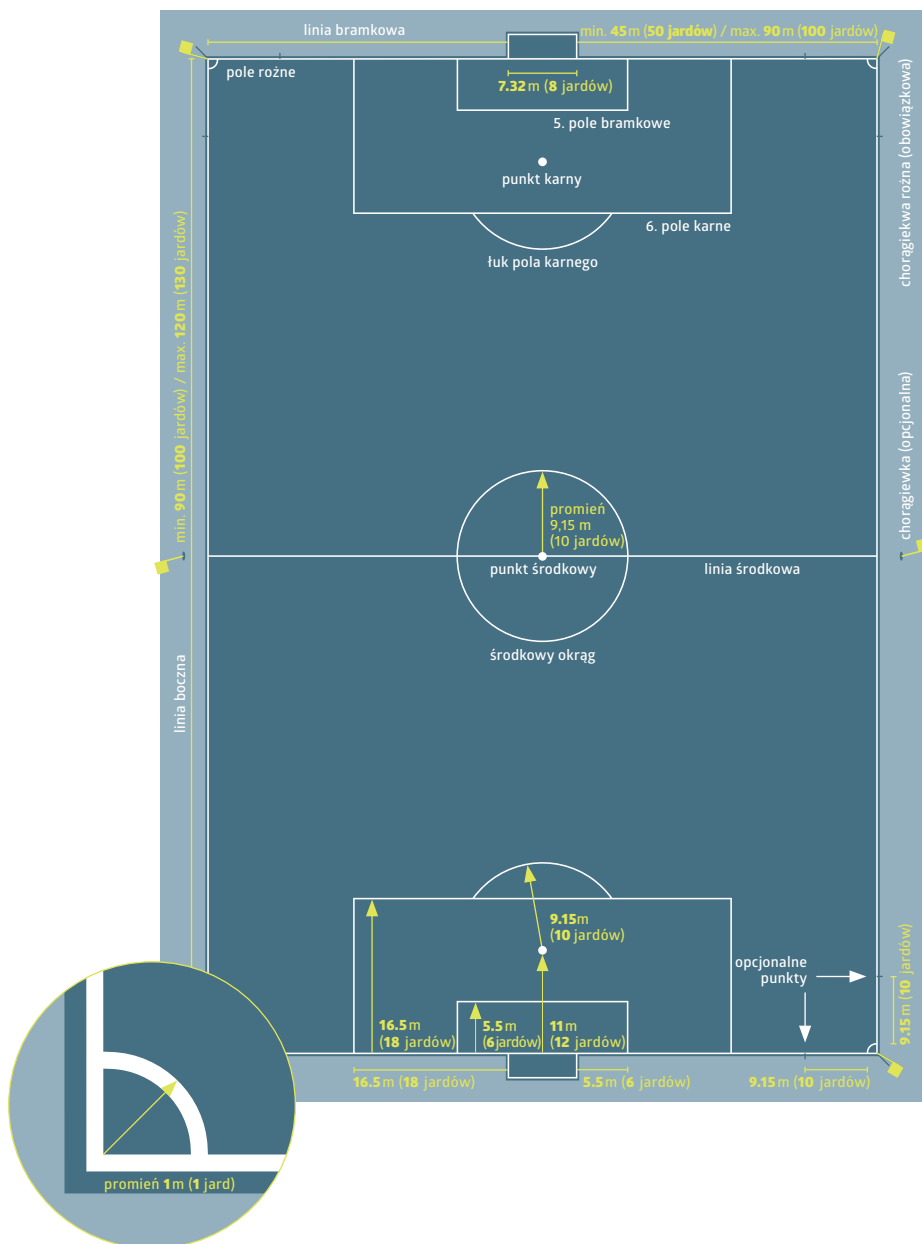 linia bramkowa
min. 45 m (50 jardów) / max. 90 m (100 jardów)
pole rożne
7.32 m (8 jardów)
5. pole bramkowe
punkt karny
6. pole karne
łuk pola karnego
chorągiekwa rożna (obowiązkowa)
min. 90 m (100 jardów) / max. 120 m (130 jardów)
chorągiewka (opcjonalna)
promień
9,15 m
(10 jardów)
punkt środkowy
linia środkowa
środkowy okrąg
linia boczna
9.15 m
(10 jardów)
opcjonalne
punkty
9.15 m (10 jardów)
16.5 m
(18 jardów)
5.5 m
(6 jardów)
11 m
(12 jardów)
16.5 m (18 jardów)
5.5 m (6 jardów)
9.15 m (10 jardów)
promień 1 m (1 jard)